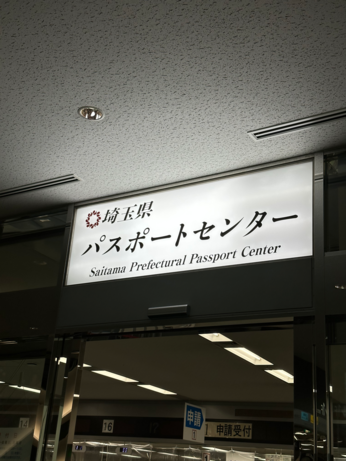 埼玉県
パスポートセンター
Saitama Prefectural Passport Center
申請
16
申請受付